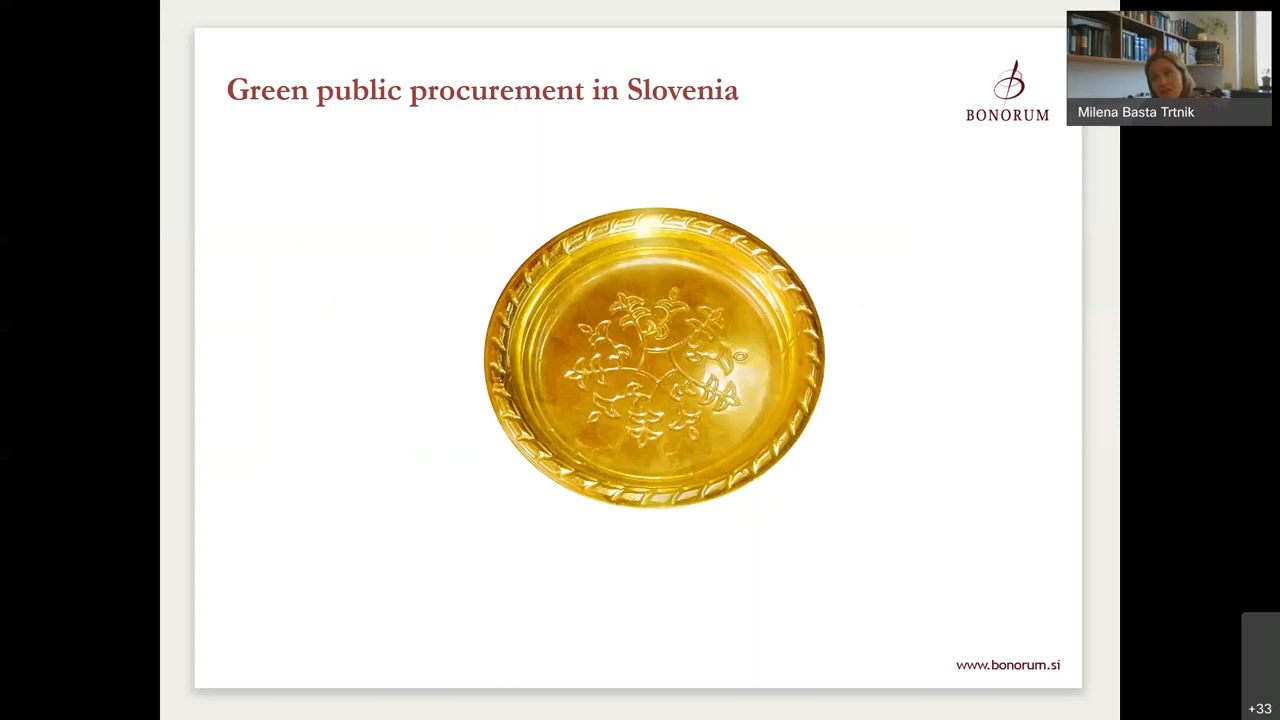 Green public procurement in Slovenia
BONORUM
Milena Basta Trtnik
www.bonorum.si
+33